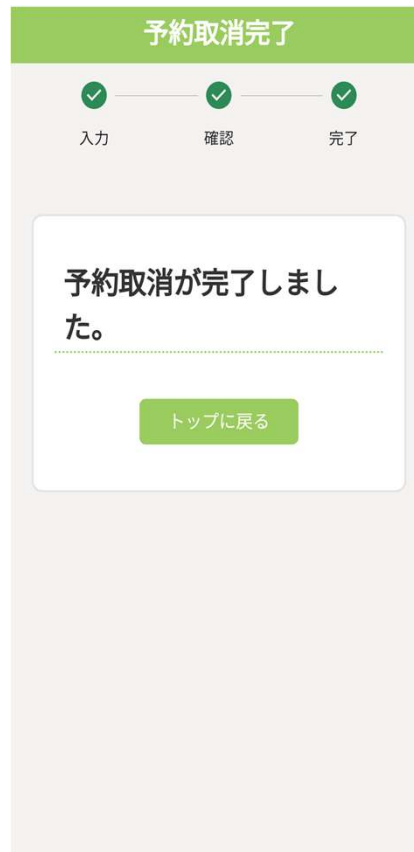 予約取消完了
入力 確認 完了
予約取消が完了しまし
た。
トップに戻る